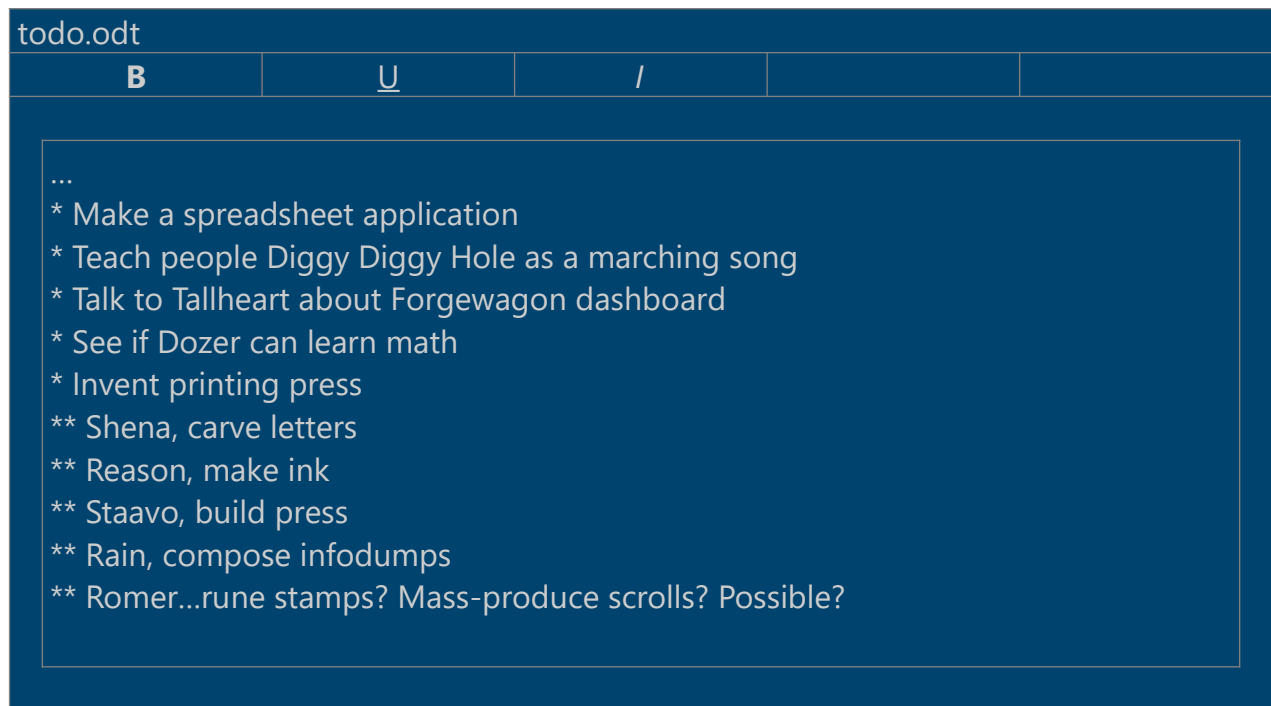 todo.odt
B U I
...
* Make a spreadsheet application
* Teach people Diggy Diggy Hole as a marching song
* Talk to Tallheart about Forgewagon dashboard
* See if Dozer can learn math
* Invent printing press
** Shena, carve letters
** Reason, make ink
** Staavo, build press
** Rain, compose infodumps
** Romer...rune stamps? Mass-produce scrolls? Possible?